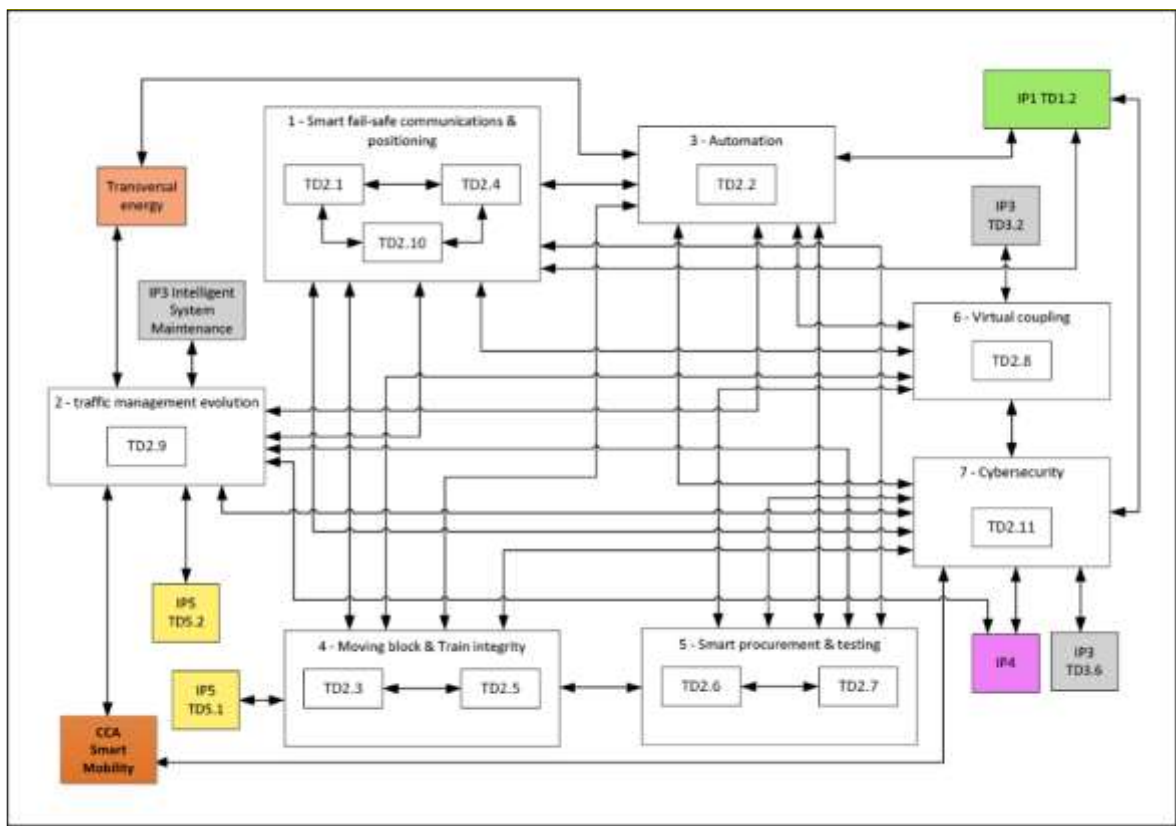 1 - Smart fail-safe communications &
positioning
TD2.1
TD2.4
TD2.10
3 - Automation
TD2.2
IP1 TD1.2
Transversal
energy
IP3
TD3.2
IP3 Intelligent
System
Maintenance
6 - Virtual coupling
TD2.8
2 - traffic management evolution
TD2.9
7 - Cybersecurity
TD2.11
IP5
TD5.2
4 - Moving block & Train integrity
TD2.3
TD2.5
5 - Smart procurement & testing
TD2.6
TD2.7
IP4
IP3
TD3.6
IP5
TD5.1
CCA
Smart
Mobility